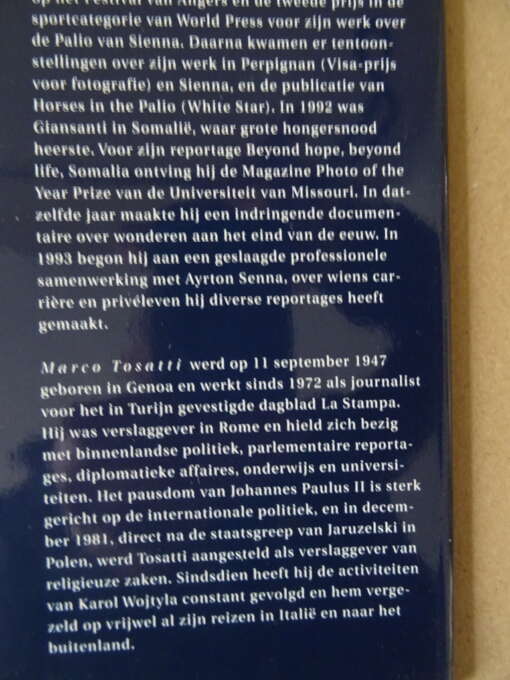 op het Festival van Angers en de tweede prijs in de
sportcategorie van World Press voor zijn werk over
de Palio van Sienna. Daarna kwamen er tentoon-
stellingen over zijn werk in Perpignan (Visa-prijs
voor fotografie) en Sienna, en de publicatie van
Horses in the Palio (White Star). In 1992 was
Giansanti in Somalië, waar grote hongersnood
heerste. Voor zijn reportage Beyond hope, beyond
life, Somalia ontving hij de Magazine Photo of the
Year Prize van de Universiteit van Missouri. In dat-
zelfde jaar maakte hij een indringende documen-
taire over wonderen aan het eind van de eeuw. In
1993 begon hij aan een geslaagde professionele
samenwerking met Ayrton Senna, over wiens car-
rière en privéleven hij diverse reportages heeft
gemaakt.
Marco Tosatti werd op 11 september 1947
geboren in Genoa en werkt sinds 1972 als journalist
voor het in Turijn gevestigde dagblad La Stampa.
Hij was verslaggever in Rome en hield zich bezig
met binnenlandse politiek, parlementaire reporta-
ges, diplomatieke affaires, onderwijs en universi-
teiten. Het pausdom van Johannes Paulus II is sterk
gericht op de internationale politiek, en in decem-
ber 1981, direct na de staatsgreep van Jaruzelski in
Polen, werd Tosatti aangesteld als verslaggever van
religieuze zaken. Sindsdien heeft hij de activiteiten
van Karol Wojtyla constant gevolgd en hem verge-
zeld op vrijwel al zijn reizen in Italië en naar het
buitenland.